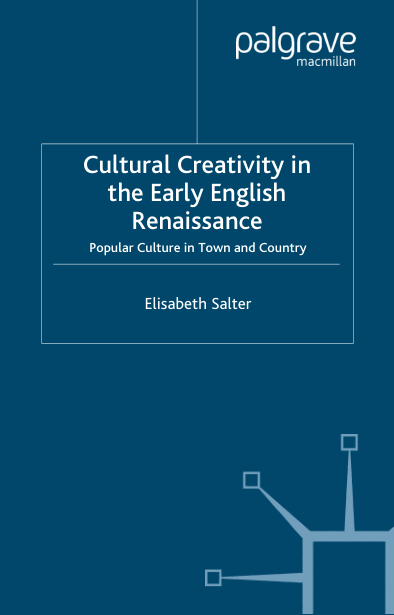 palgrave
macmillan
Cultural Creativity in
the Early English
Renaissance
Popular Culture in Town and Country
Elisabeth Salter